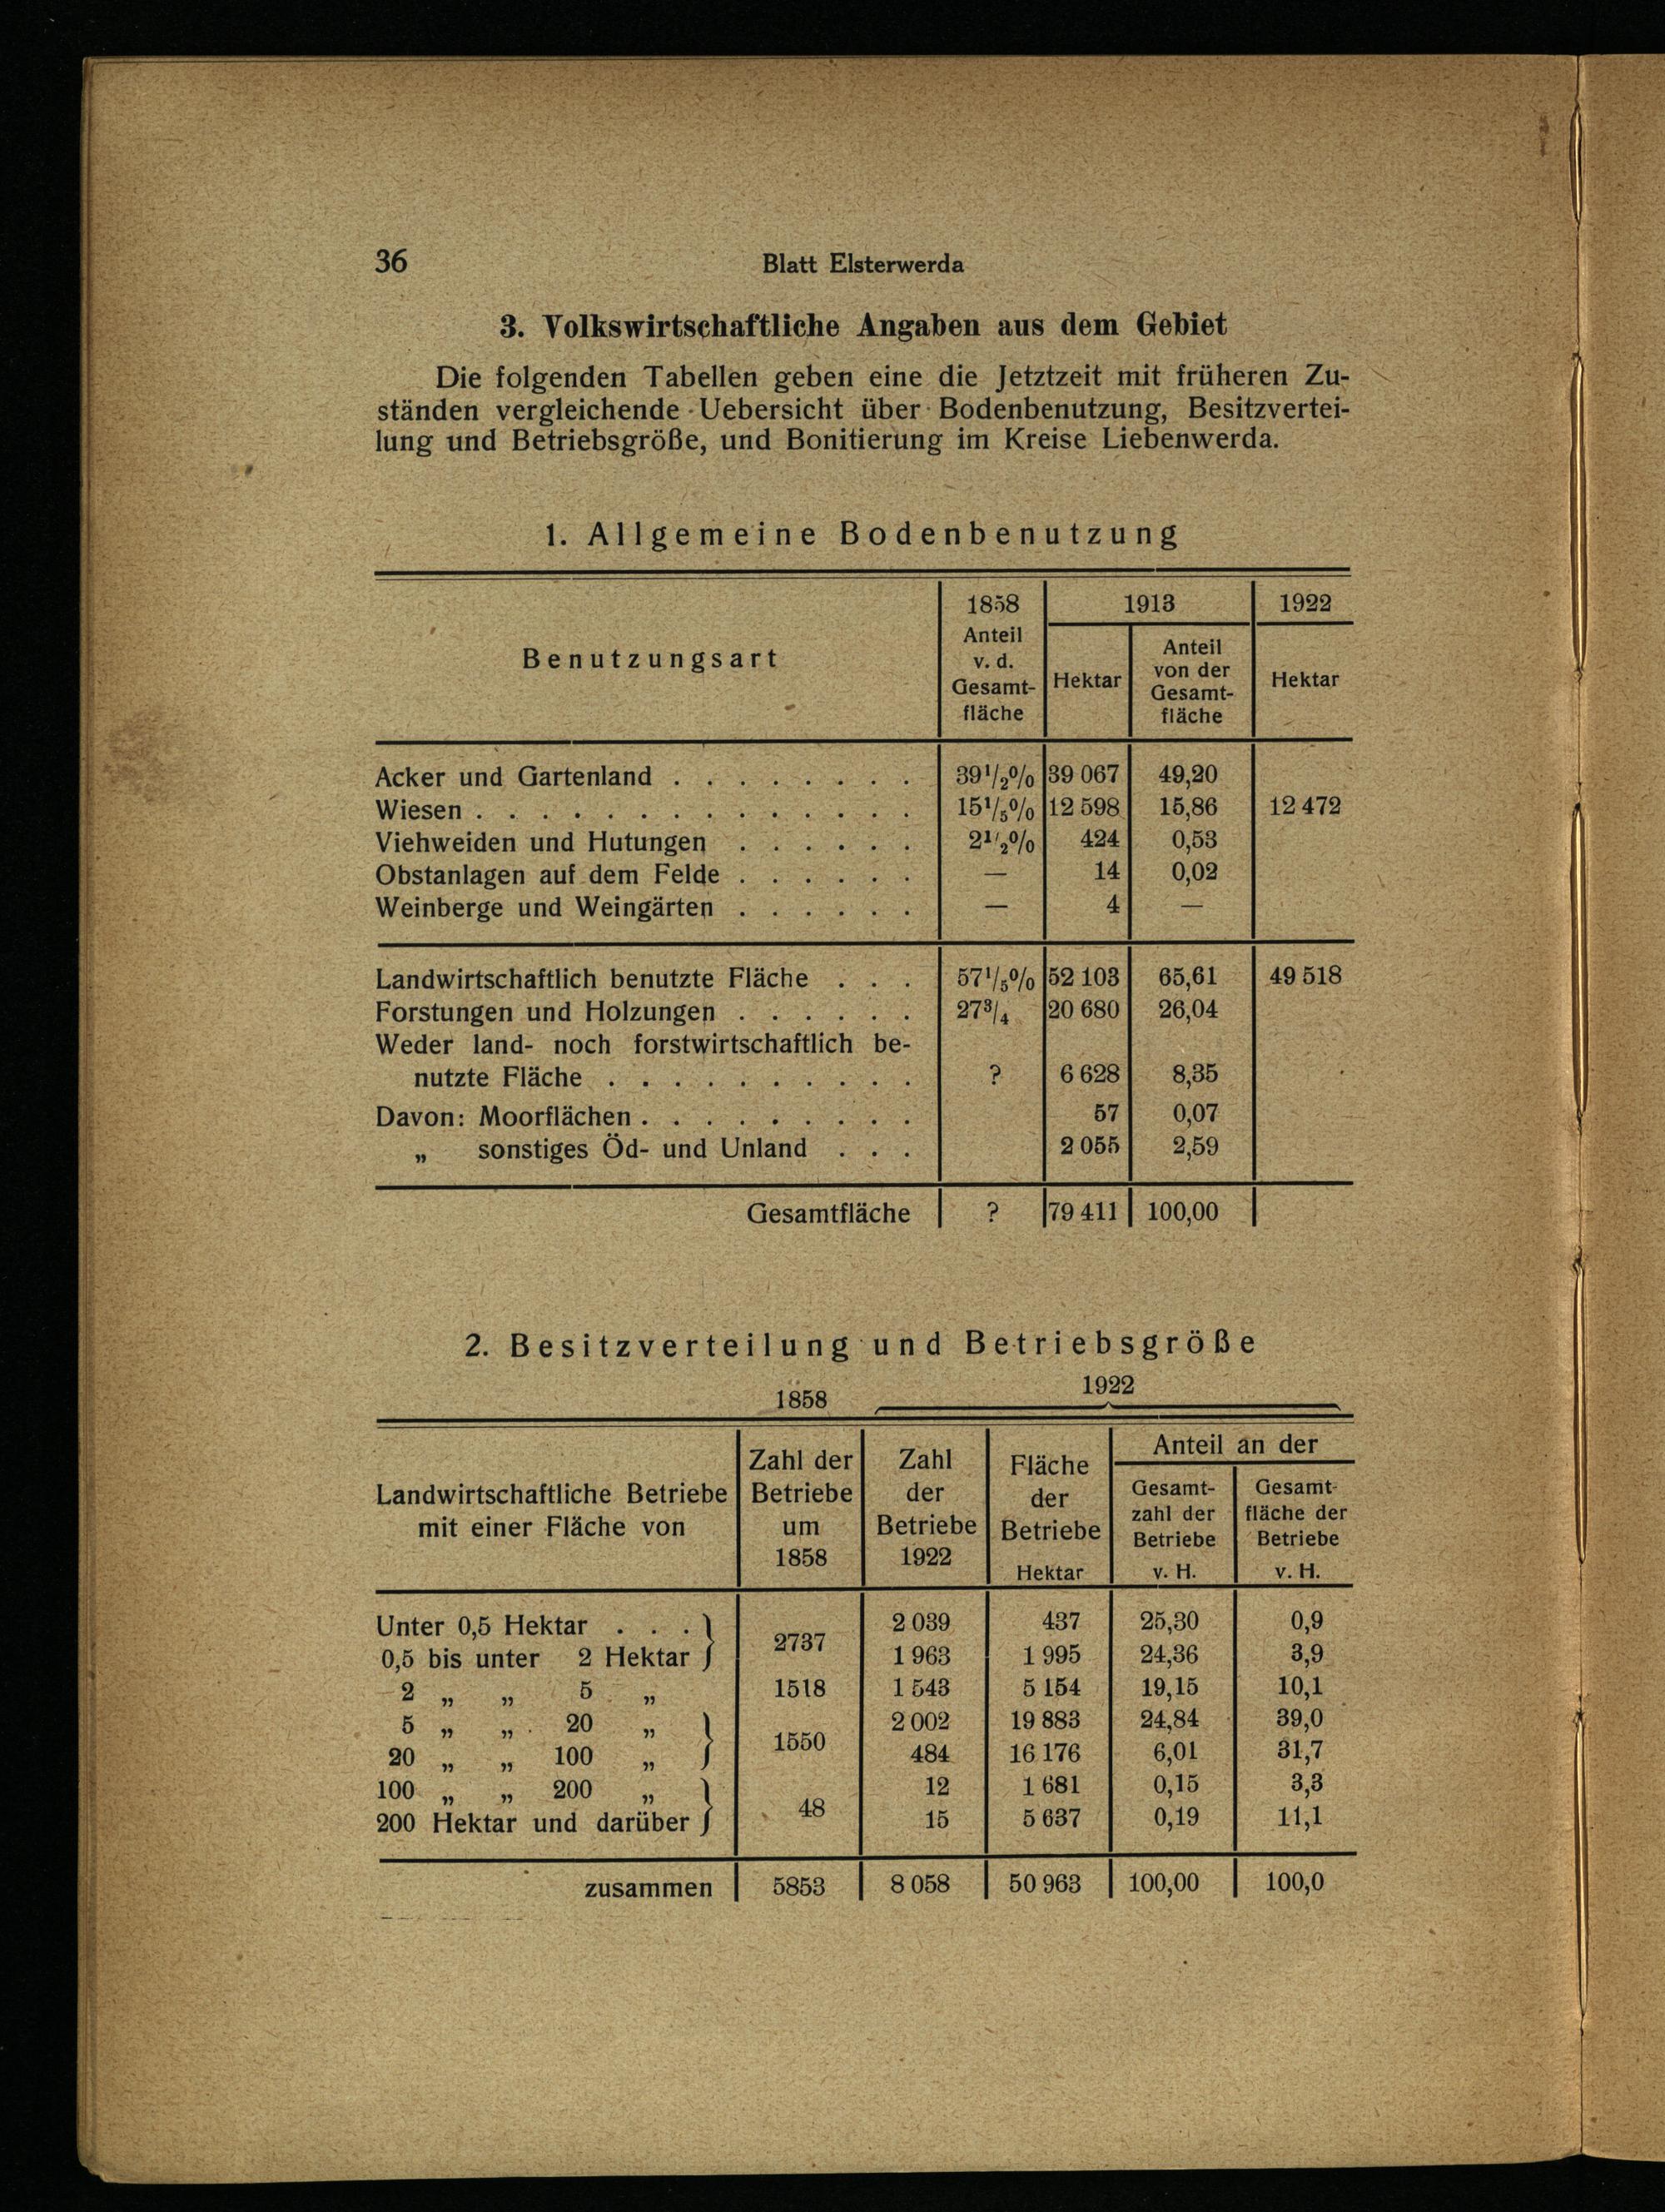 36
Blatt Elsterwerda
3. Volkswirtschaftliche Angaben aus dem Gebiet
Die folgenden Tabellen geben eine die Jetztzeit mit früheren Zu-
ständen vergleichende Uebersicht über Bodenbenutzung, Besitzvertei-
lung und Betriebsgröße, und Bonitierung im Kreise Liebenwerda.
1. Allgemeine Bodenbenutzung
Benutzungsart
1858
Anteil
v. d.
Gesamt-
fläche
1913
Hektar
Anteil
von der
Gesamt-
fläche
1922
Hektar
Acker und Gartenland . . . . . . . . 39¹/₂% 39 067 49,20
Wiesen . . . . . . . . . . . . . . 15¹/₅% 12 598 15,86 12 472
Viehweiden und Hutungen . . . . . . 2¹/₂% 424 0,53
Obstanlagen auf dem Felde . . . . . . — 14 0,02
Weinberge und Weingärten . . . . . . — 4 —
Landwirtschaftlich benutzte Fläche . . . 57¹/₅% 52 103 65,61 49 518
Forstungen und Holzungen . . . . . . 27³/₄ 20 680 26,04
Weder land- noch forstwirtschaftlich be-
nutzte Fläche . . . . . . . . . . ? 6 628 8,35
Davon: Moorflächen . . . . . . . . . 57 0,07
„ sonstiges Öd- und Unland . . . 2 055 2,59
Gesamtfläche ? 79 411 100,00
2. Besitzverteilung und Betriebsgröße
1858
1922
Landwirtschaftliche Betriebe
mit einer Fläche von
Zahl der
Betriebe
um
1858
Zahl
der
Betriebe
1922
Fläche
der
Betriebe
Hektar
Anteil an der
Gesamt-
zahl der
Betriebe
v. H.
Gesamt-
fläche der
Betriebe
v. H.
Unter 0,5 Hektar . . . } 2737 2 039 437 25,30 0,9
0,5 bis unter 2 Hektar } 1 963 1 995 24,36 3,9
2 „ „ 5 „ 1518 1 543 5 154 19,15 10,1
5 „ „ 20 „ } 1550 2 002 19 883 24,84 39,0
20 „ „ 100 „ } 484 16 176 6,01 31,7
100 „ „ 200 „ } 48 12 1 681 0,15 3,3
200 Hektar und darüber } 15 5 637 0,19 11,1
zusammen 5853 8 058 50 963 100,00 100,0